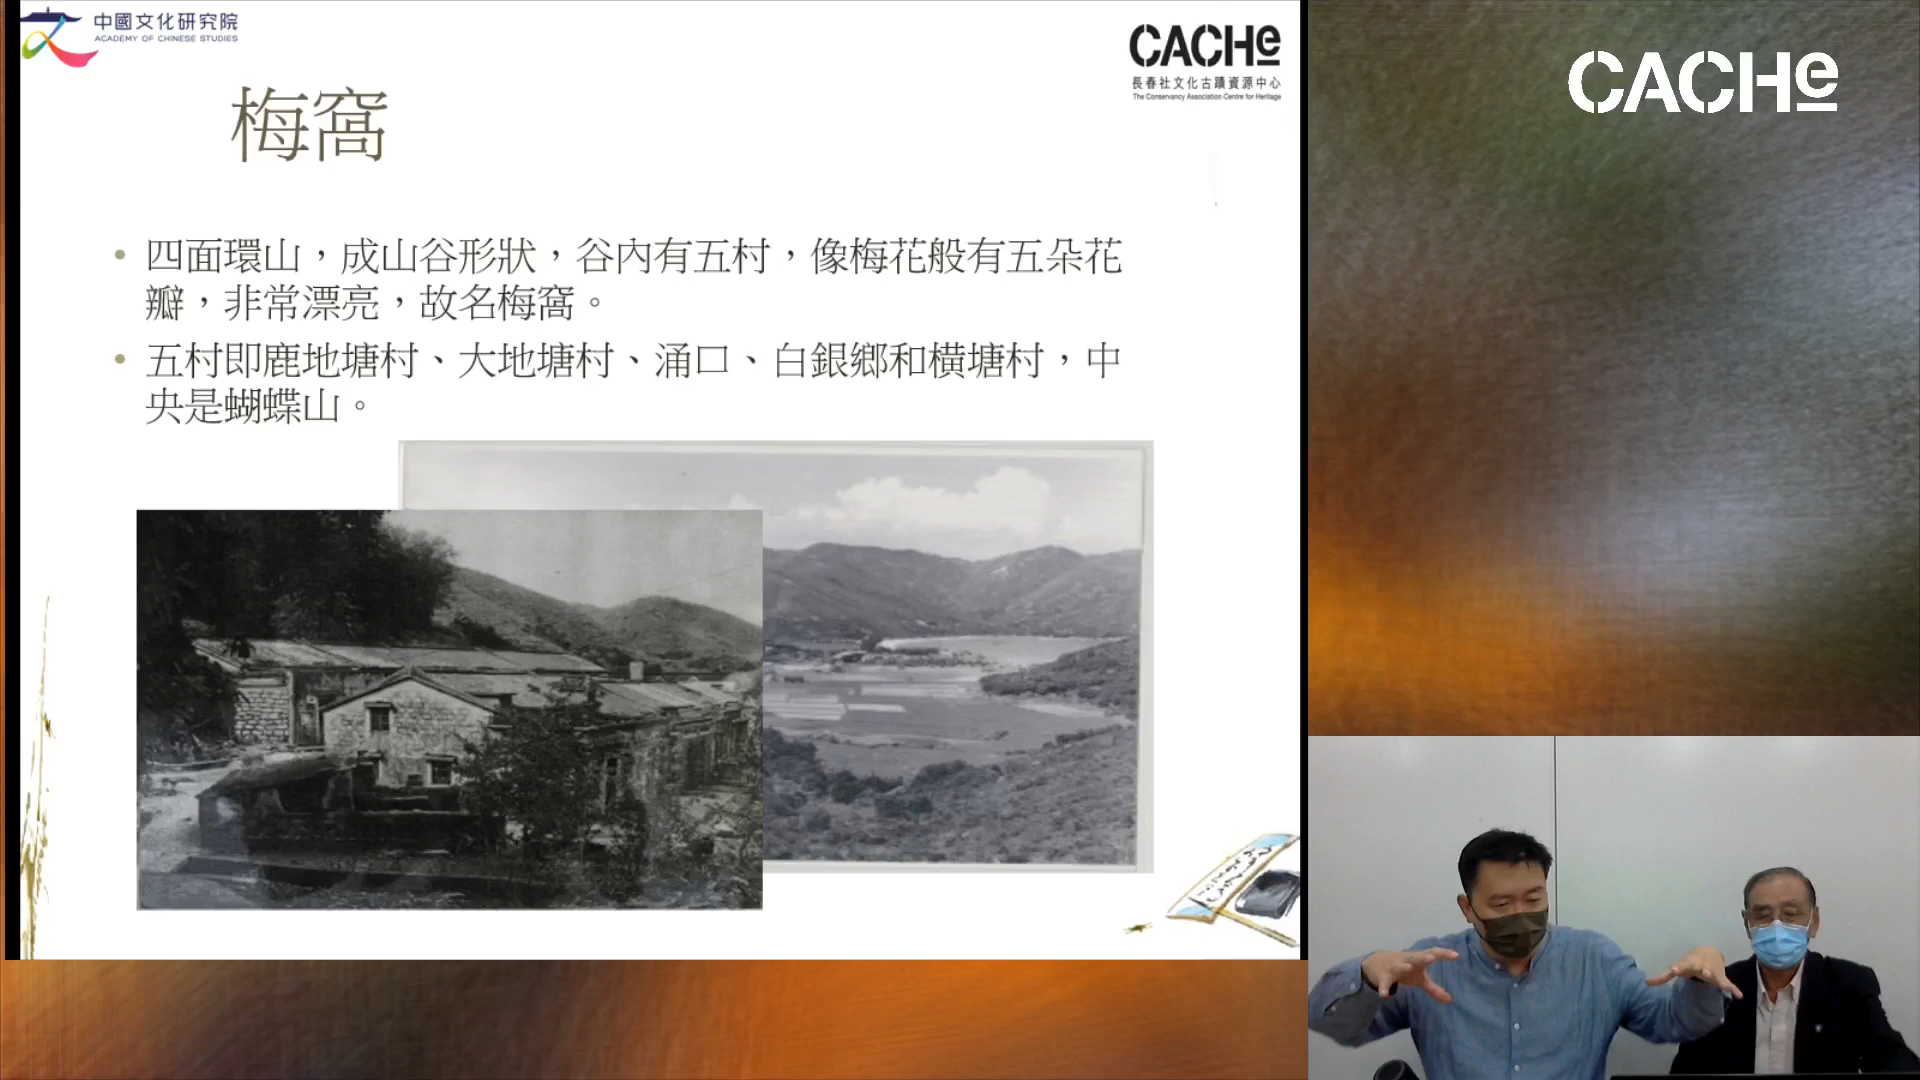 中國文化研究院
ACADEMY OF CHINESE STUDIES
CACHe
長春社文化古蹟資源中心
The Conservancy Association Centre for Heritage
CACHe
梅窩
• 四面環山，成山谷形狀，谷內有五村，像梅花般有五朵花
瓣，非常漂亮，故名梅窩。
• 五村即鹿地塘村、大地塘村、涌口、白銀鄉和橫塘村，中
央是蝴蝶山。